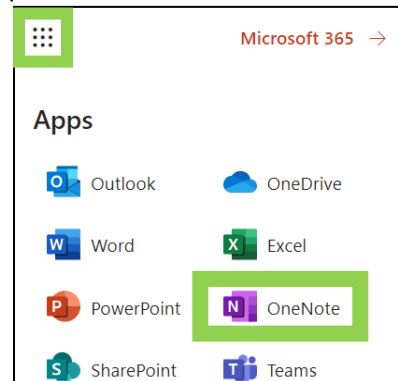 Microsoft 365 →
Apps
Outlook OneDrive
Word Excel
PowerPoint OneNote
SharePoint Teams